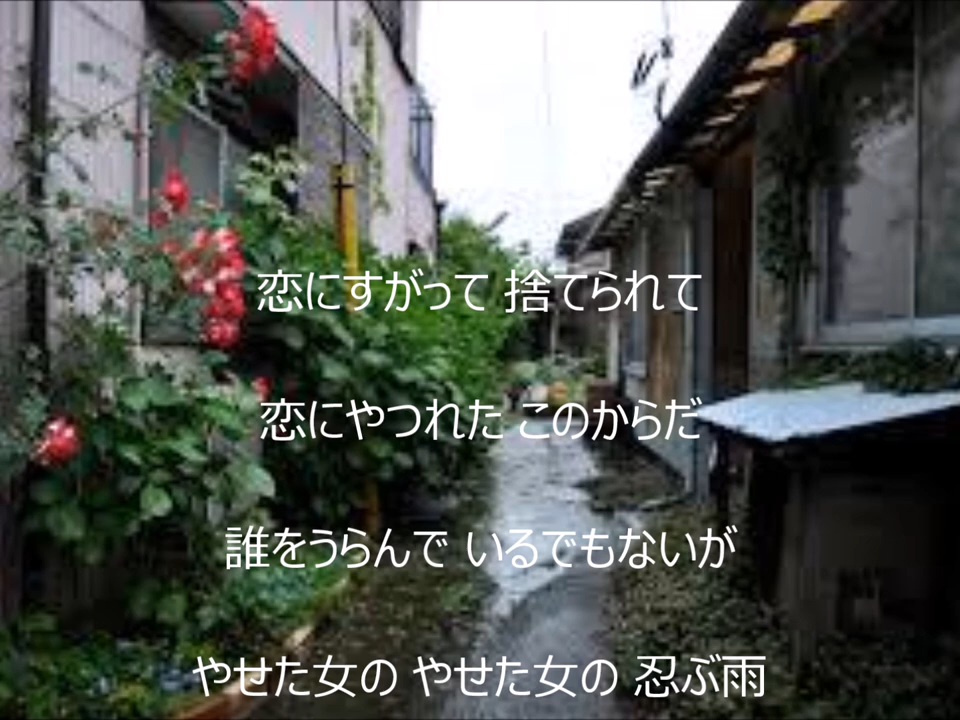 恋にすがって 捨てられて
恋にやつれた このからだ
誰をうらんで いるでもないが
やせた女の やせた女の 忍ぶ雨